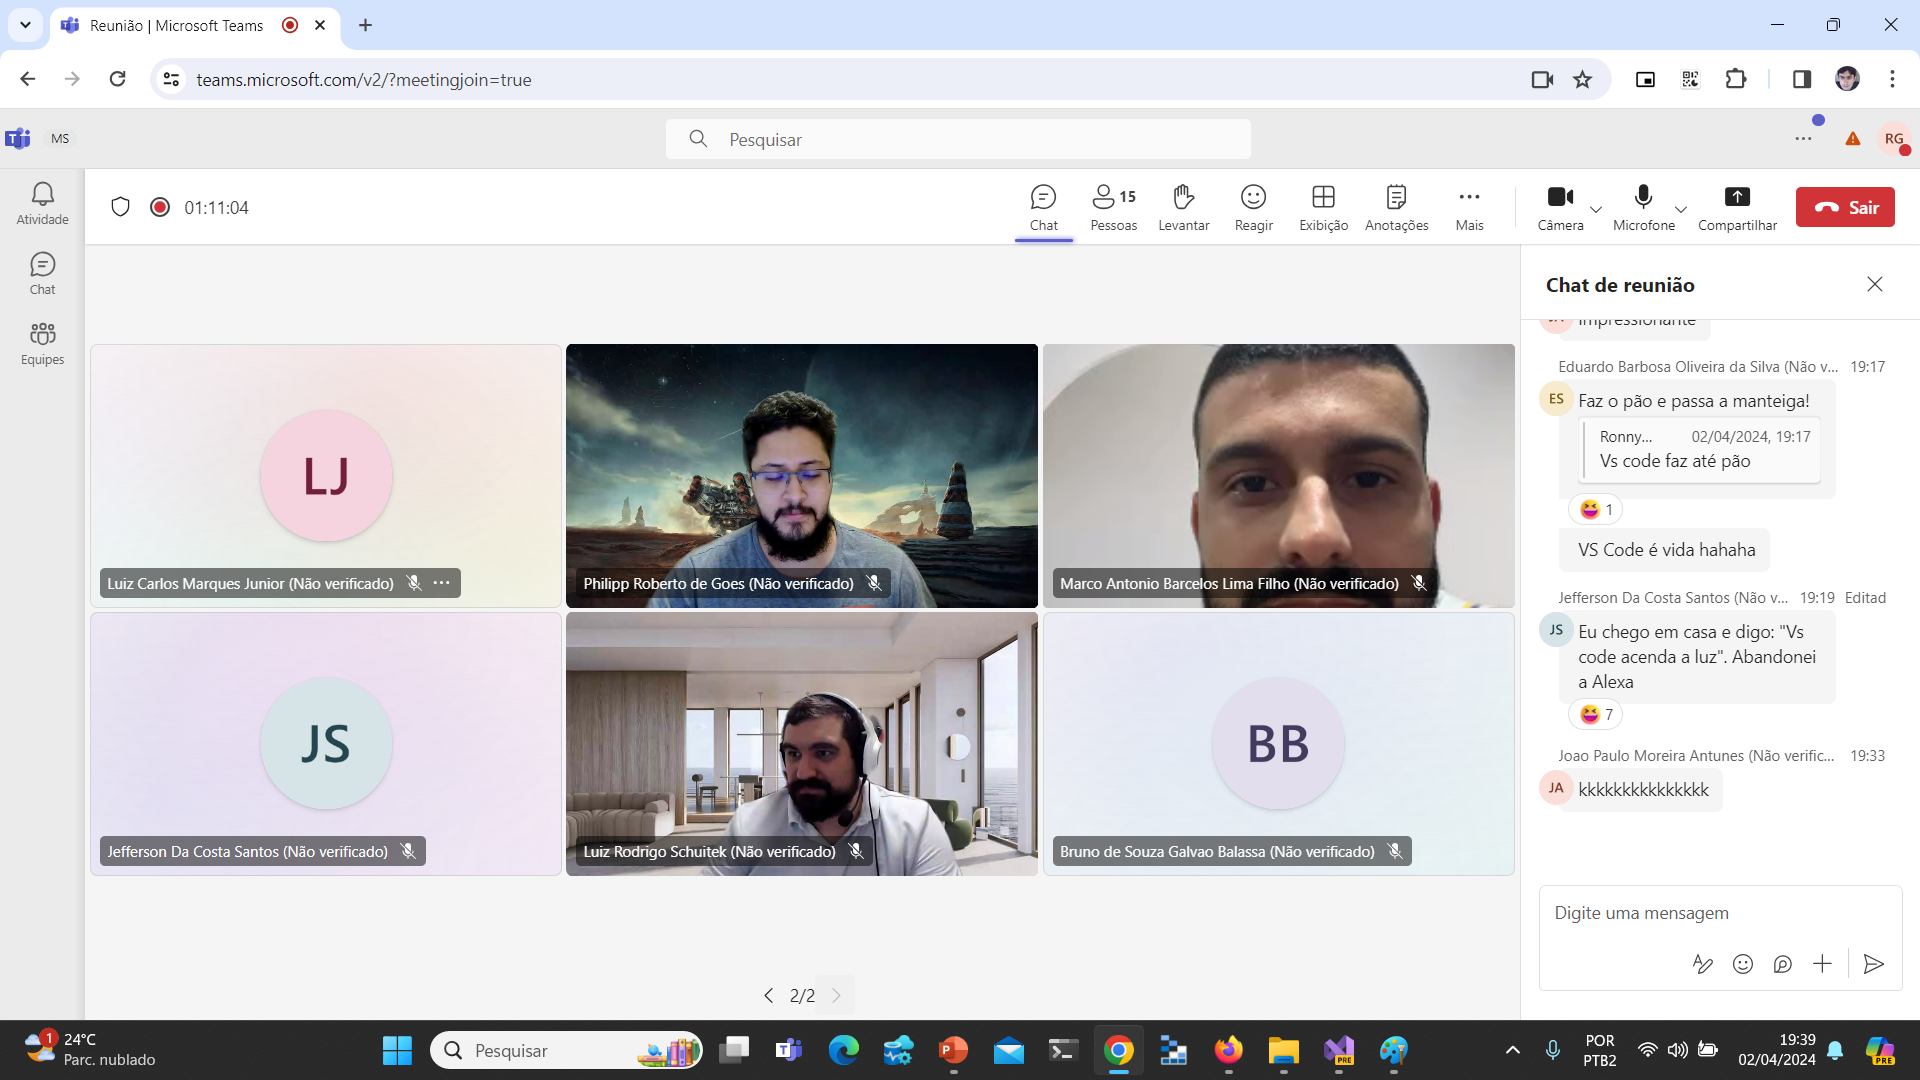 Reunião | Microsoft Teams
teams.microsoft.com/v2/?meetingjoin=true
MS
Pesquisar
RG
Atividade
Chat
Equipes
01:11:04
Chat
15
Pessoas
Levantar
Reagir
Exibição
Anotações
Mais
Câmera
Microfone
Compartilhar
Sair
LJ
Luiz Carlos Marques Junior (Não verificado)
Philipp Roberto de Goes (Não verificado)
Marco Antonio Barcelos Lima Filho (Não verificado)
JS
Jefferson Da Costa Santos (Não verificado)
Luiz Rodrigo Schuitek (Não verificado)
BB
Bruno de Souza Galvao Balassa (Não verificado)
2/2
Chat de reunião
JA
impressionante
Eduardo Barbosa Oliveira da Silva (Não v... 19:17
ES
Faz o pão e passa a manteiga!
Ronny... 02/04/2024, 19:17
Vs code faz até pão
1
VS Code é vida hahaha
Jefferson Da Costa Santos (Não v... 19:19 Editad
JS
Eu chego em casa e digo: "Vs
code acenda a luz". Abandonei
a Alexa
7
Joao Paulo Moreira Antunes (Não verific... 19:33
JA
kkkkkkkkkkkkkkk
Digite uma mensagem
1
24°C
Parc. nublado
Pesquisar
PRE
POR
PTB2
19:39
02/04/2024
PRE